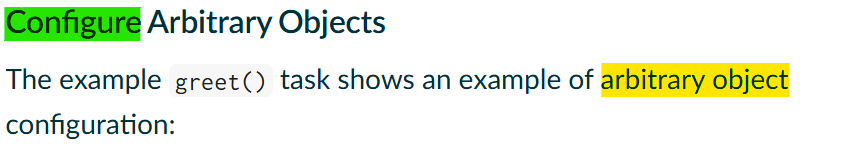 Configure Arbitrary Objects
The example greet() task shows an example of arbitrary object
configuration: